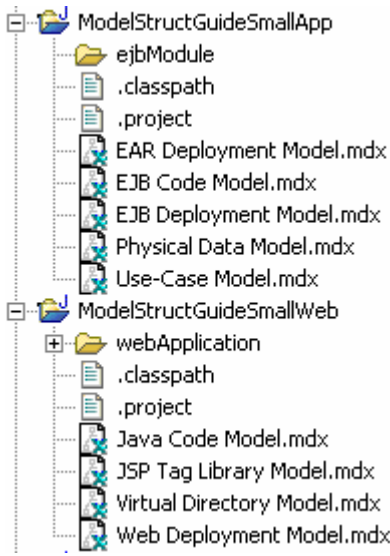 ModelStructGuideSmallApp
ejbModule
.classpath
.project
EAR Deployment Model.mdx
EJB Code Model.mdx
EJB Deployment Model.mdx
Physical Data Model.mdx
Use-Case Model.mdx
ModelStructGuideSmallWeb
webApplication
.classpath
.project
Java Code Model.mdx
JSP Tag Library Model.mdx
Virtual Directory Model.mdx
Web Deployment Model.mdx